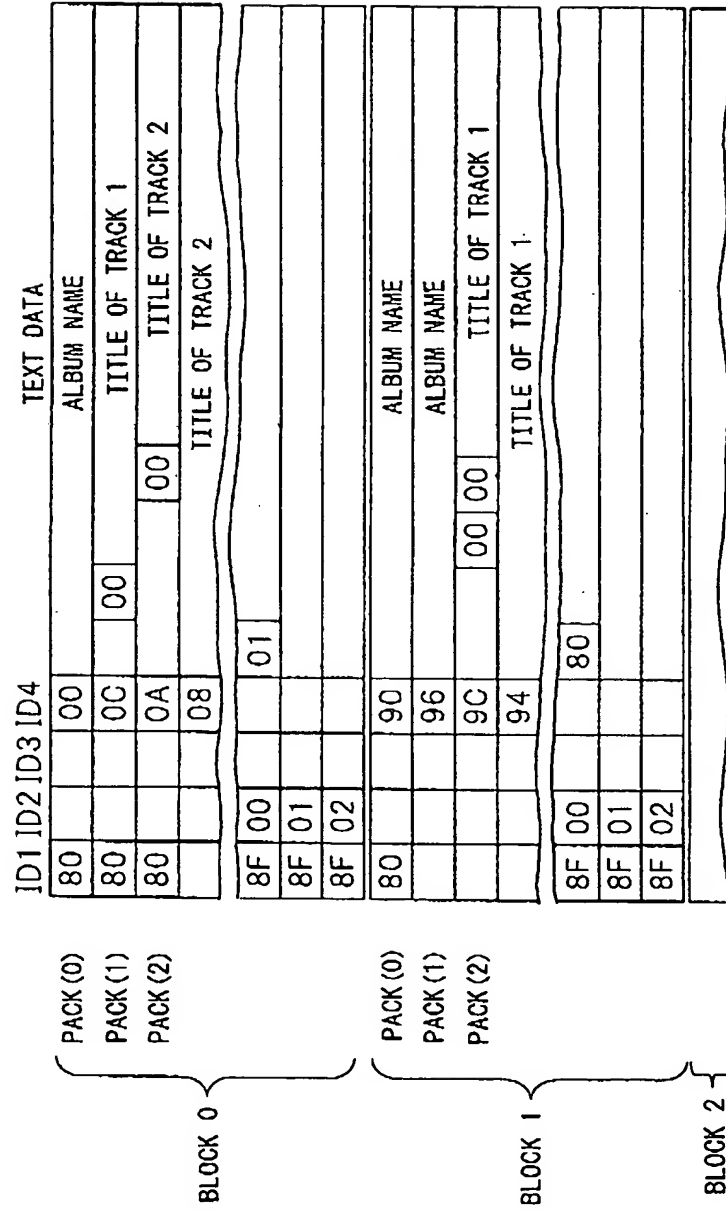 ID1 ID2 ID3 ID4 TEXT DATA
PACK(0) 80 00 ALBUM NAME
PACK(1) 80 0C 00 TITLE OF TRACK 1
PACK(2) 80 0A 00 TITLE OF TRACK 2
08 TITLE OF TRACK 2
BLOCK 0
8F 00 01
8F 01
8F 02
PACK(0) 80 90 ALBUM NAME
PACK(1) 96 ALBUM NAME
PACK(2) 9C 00 00 TITLE OF TRACK 1
94 TITLE OF TRACK 1
BLOCK 1
8F 00 80
8F 01
8F 02
BLOCK 2